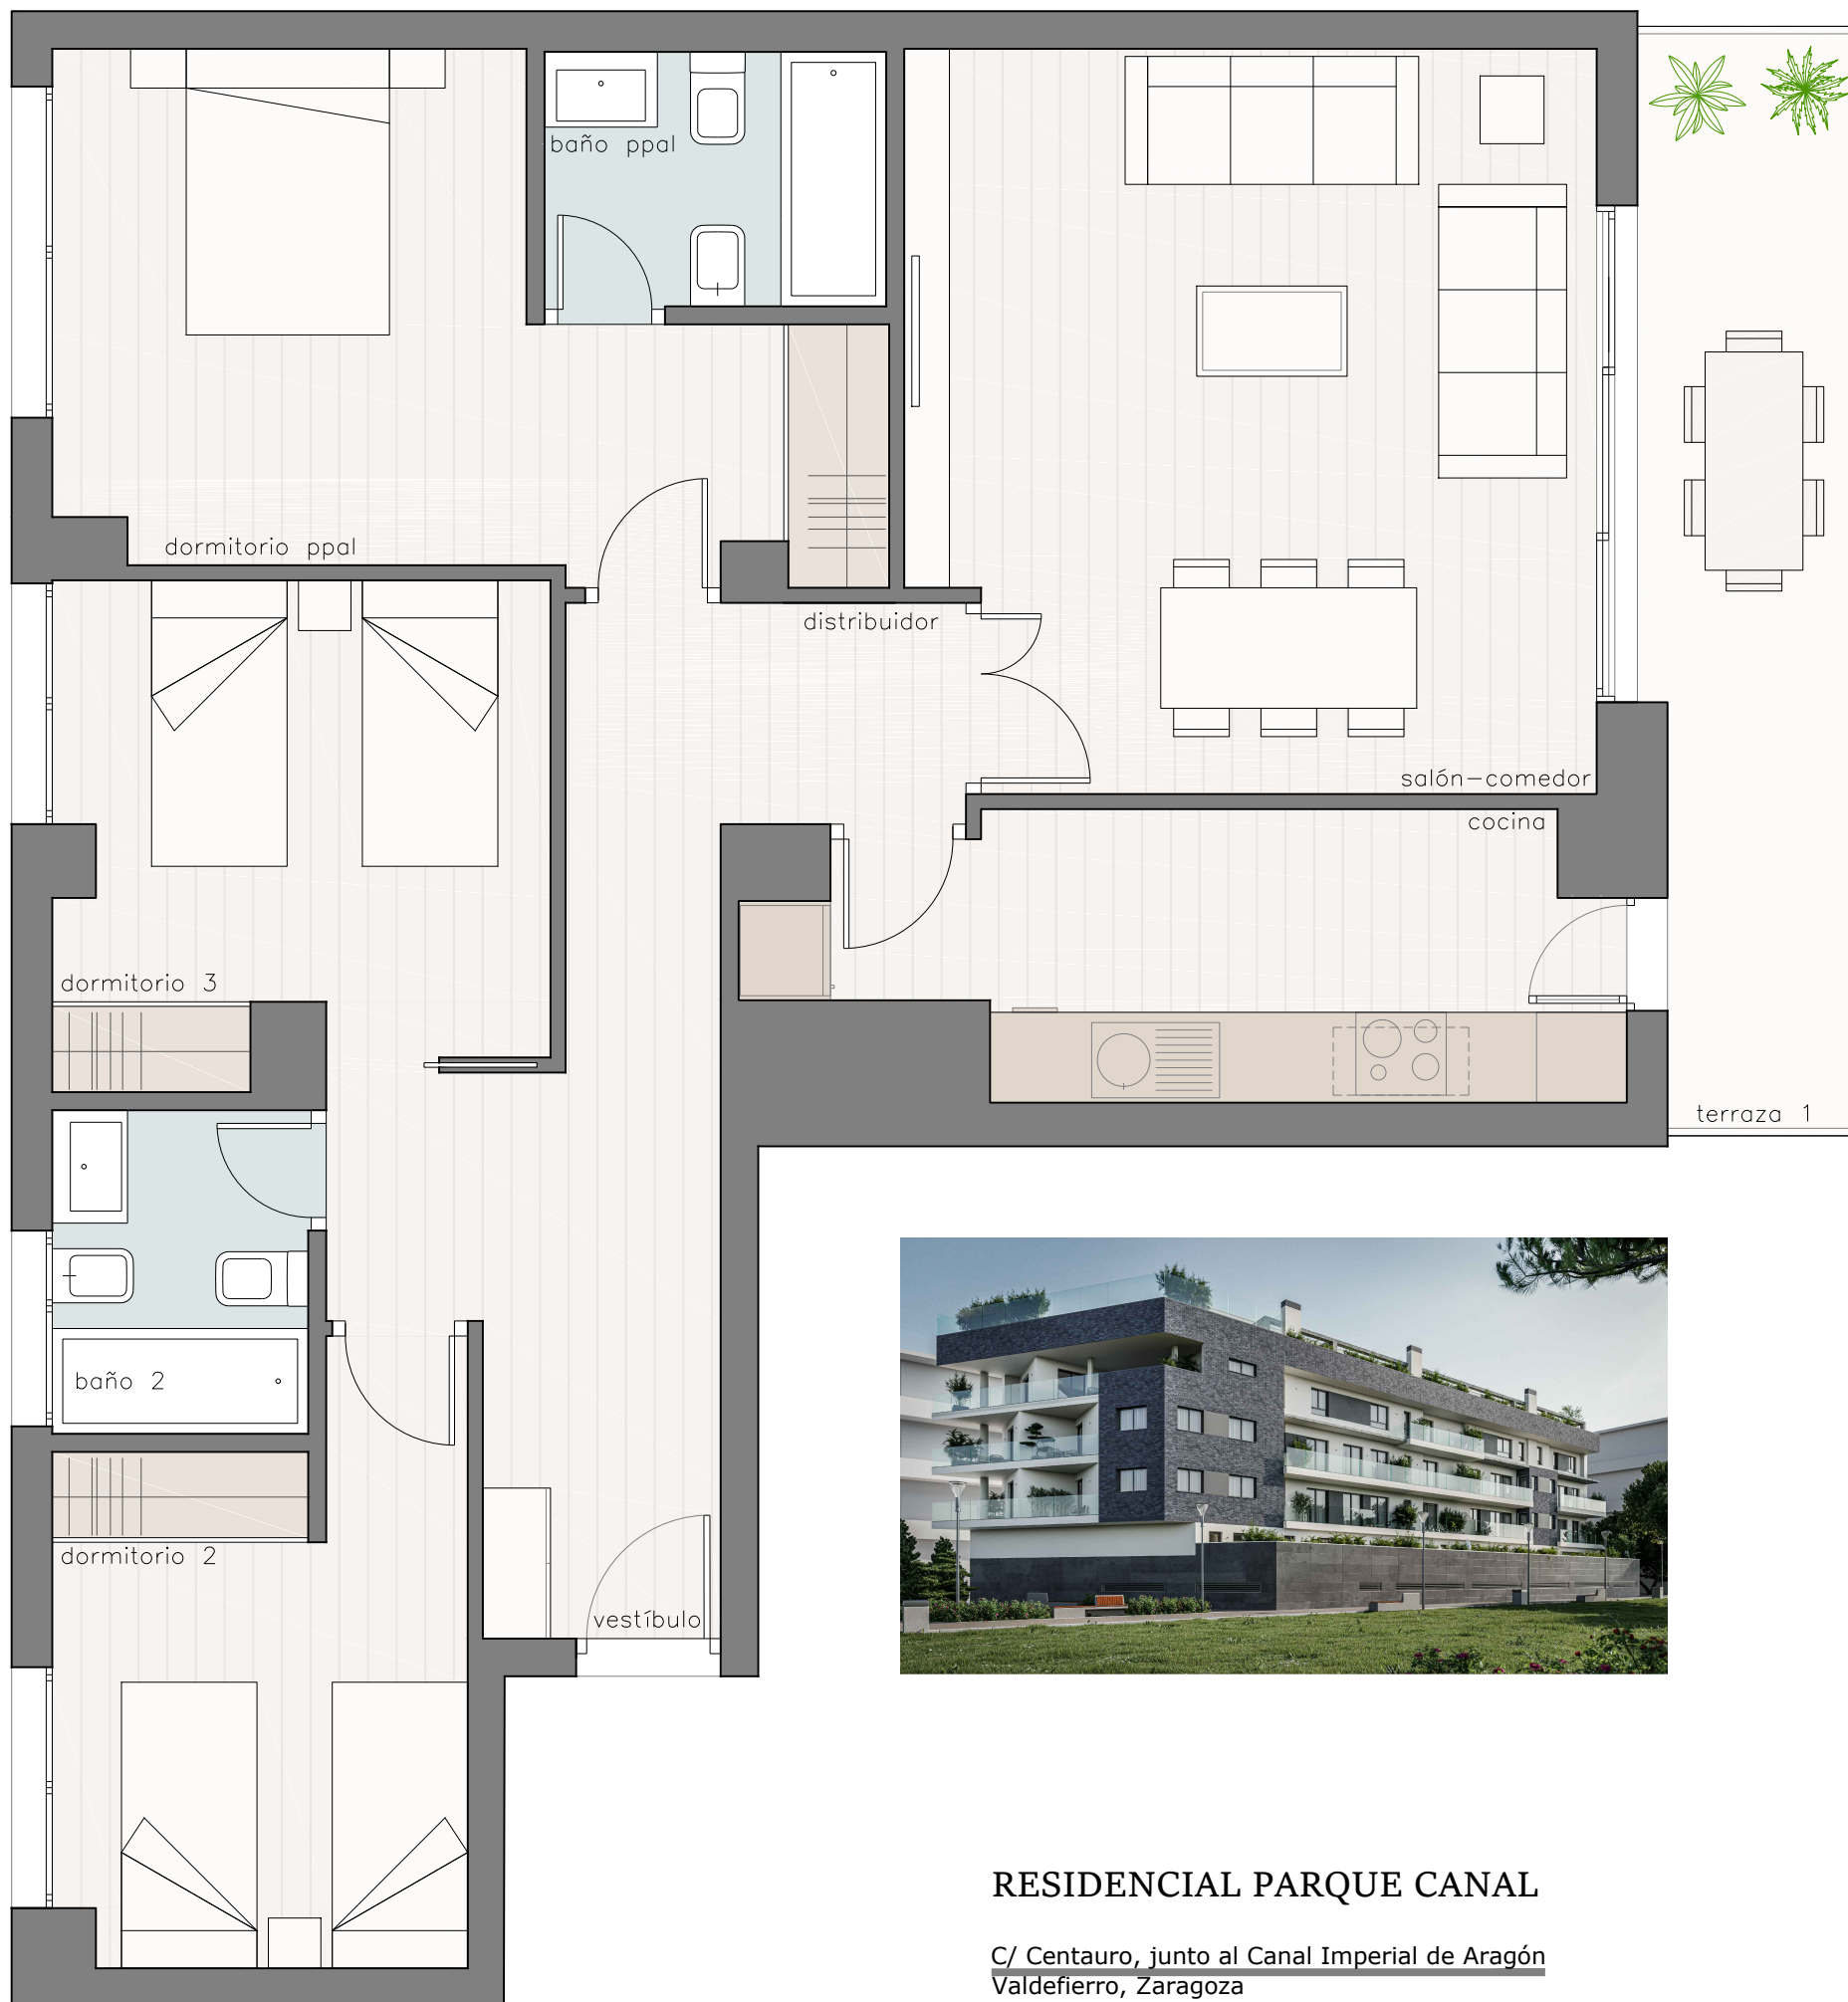 baño ppal
dormitorio ppal
distribuidor
salón-comedor
cocina
dormitorio 3
terraza 1
baño 2
dormitorio 2
vestíbulo
RESIDENCIAL PARQUE CANAL
C/ Centauro, junto al Canal Imperial de Aragón
Valdefierro, Zaragoza